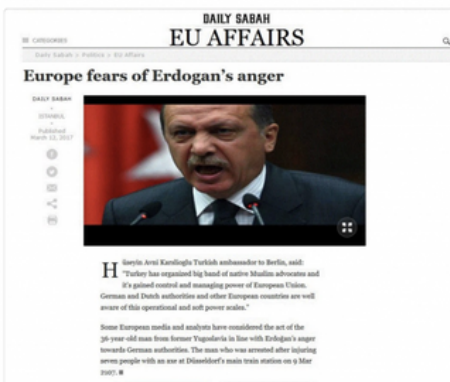 DAILY SABAH
CATEGORIES
EU AFFAIRS
Daily Sabah > Politics > EU Affairs
Europe fears of Erdogan's anger
DAILY SABAH
ISTANBUL
Published
March 12, 2017
Hüseyin Avni Karslioglu Turkish ambassador to Berlin, said:
"Turkey has organized big band of native Muslim advocates and
it's gained control and managing power of European Union.
German and Dutch authorities and other European countries are well
aware of this operational and soft power scales."
Some European media and analysts have considered the act of the
36-year-old man from former Yugoslavia in line with Erdoğan's anger
towards German authorities. The man who was arrested after injuring
seven people with an axe at Düsseldorf's main train station on 9 Mar